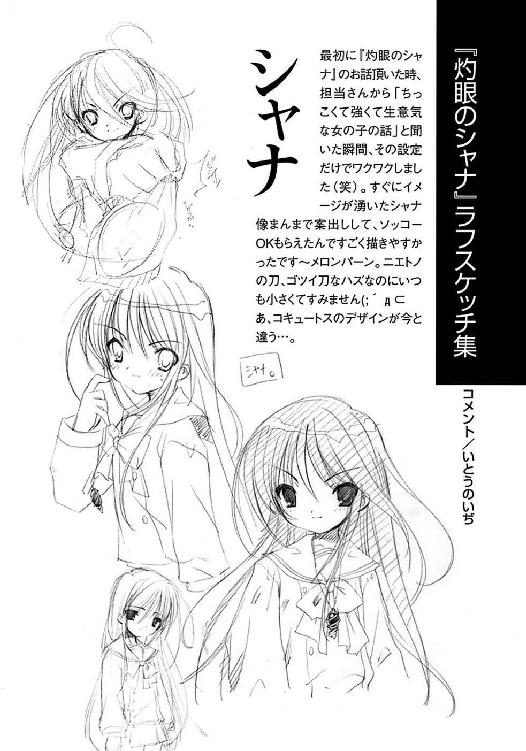 『灼眼のシャナ』ラフスケッチ集
コメント／いとうのいぢ
シャナ
最初に『灼眼のシャ
ナ』のお話頂いた時、
担当さんから「ちっ
こくて強くて生意気
な女の子の話」と聞
いた瞬間、その設定
だけでワクワクしまし
た（笑）。すぐにイメ
ージが湧いたシャナ
像まんまで案出しして、ソッコー
OKもらえたんですごく描きやすか
ったです～メロンパーン。ニエトノ
の刀、ゴツイ刀なハズなのにいつ
も小さくてすみません(;´д⊂
あ、コキュートスのデザインが今と
違う…。
シャナ。